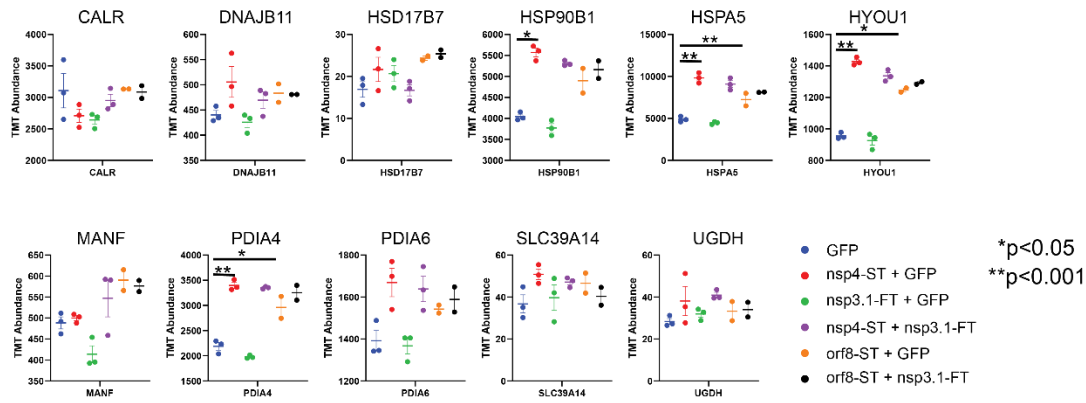 CALR
DNAJB11
HSD17B7
HSP90B1
HSPA5
HYOU1
TMT Abundance
4000
3500
3000
2500
2000
CALR
TMT Abundance
600
550
500
450
400
350
DNAJB11
TMT Abundance
30
20
10
0
HSD17B7
TMT Abundance
6000
5500
5000
4500
4000
3500
3000
*
HSP90B1
TMT Abundance
15000
10000
5000
0
**
**
HSPA5
TMT Abundance
1600
1400
1200
1000
800
*
**
HYOU1
MANF
PDIA4
PDIA6
SLC39A14
UGDH
TMT Abundance
650
600
550
500
450
400
350
MANF
TMT Abundance
4000
3500
3000
2500
2000
1500
*
**
PDIA4
TMT Abundance
1800
1600
1400
1200
PDIA6
TMT Abundance
60
40
20
0
SLC39A14
TMT Abundance
60
40
20
0
UGDH
GFP
nsp4-ST + GFP
nsp3.1-FT + GFP
nsp4-ST + nsp3.1-FT
orf8-ST + GFP
orf8-ST + nsp3.1-FT
*p<0.05
**p<0.001